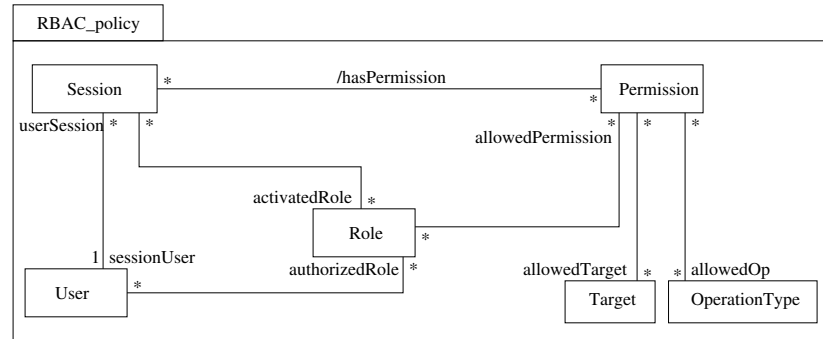 RBAC_policy
Session
*
/hasPermission
*
Permission
userSession
*
*
allowedPermission
*
*
*
activatedRole
*
Role
*
1
sessionUser
authorizedRole
*
allowedTarget
*
*
allowedOp
User
*
Target
OperationType